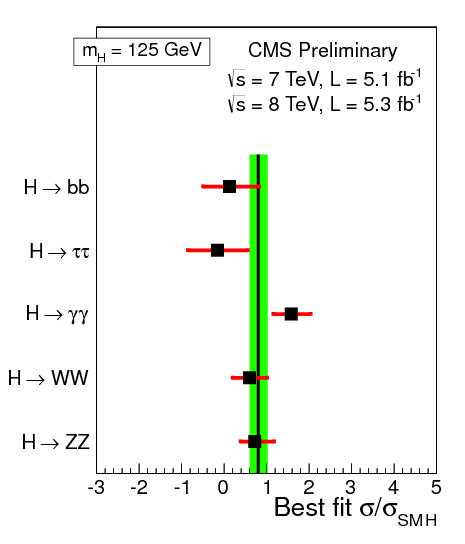 m_H = 125 GeV
CMS Preliminary
√s = 7 TeV, L = 5.1 fb⁻¹
√s = 8 TeV, L = 5.3 fb⁻¹
H → bb
H → ττ
H → γγ
H → WW
H → ZZ
-3 -2 -1 0 1 2 3 4 5
Best fit σ/σ_SMH